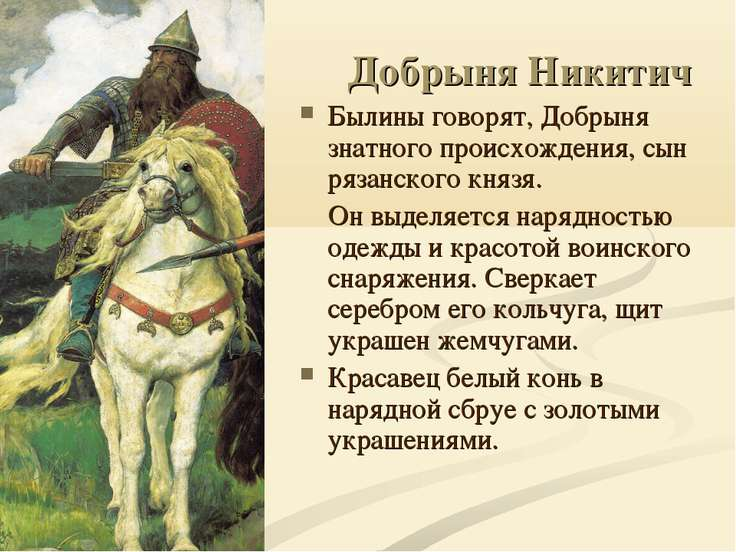 Добрыня Никитич
Былины говорят, Добрыня
знатного происхождения, сын
рязанского князя.
Он выделяется нарядностью
одежды и красотой воинского
снаряжения. Сверкает
серебром его кольчуга, щит
украшен жемчугами.
Красавец белый конь в
нарядной сбруе с золотыми
украшениями.